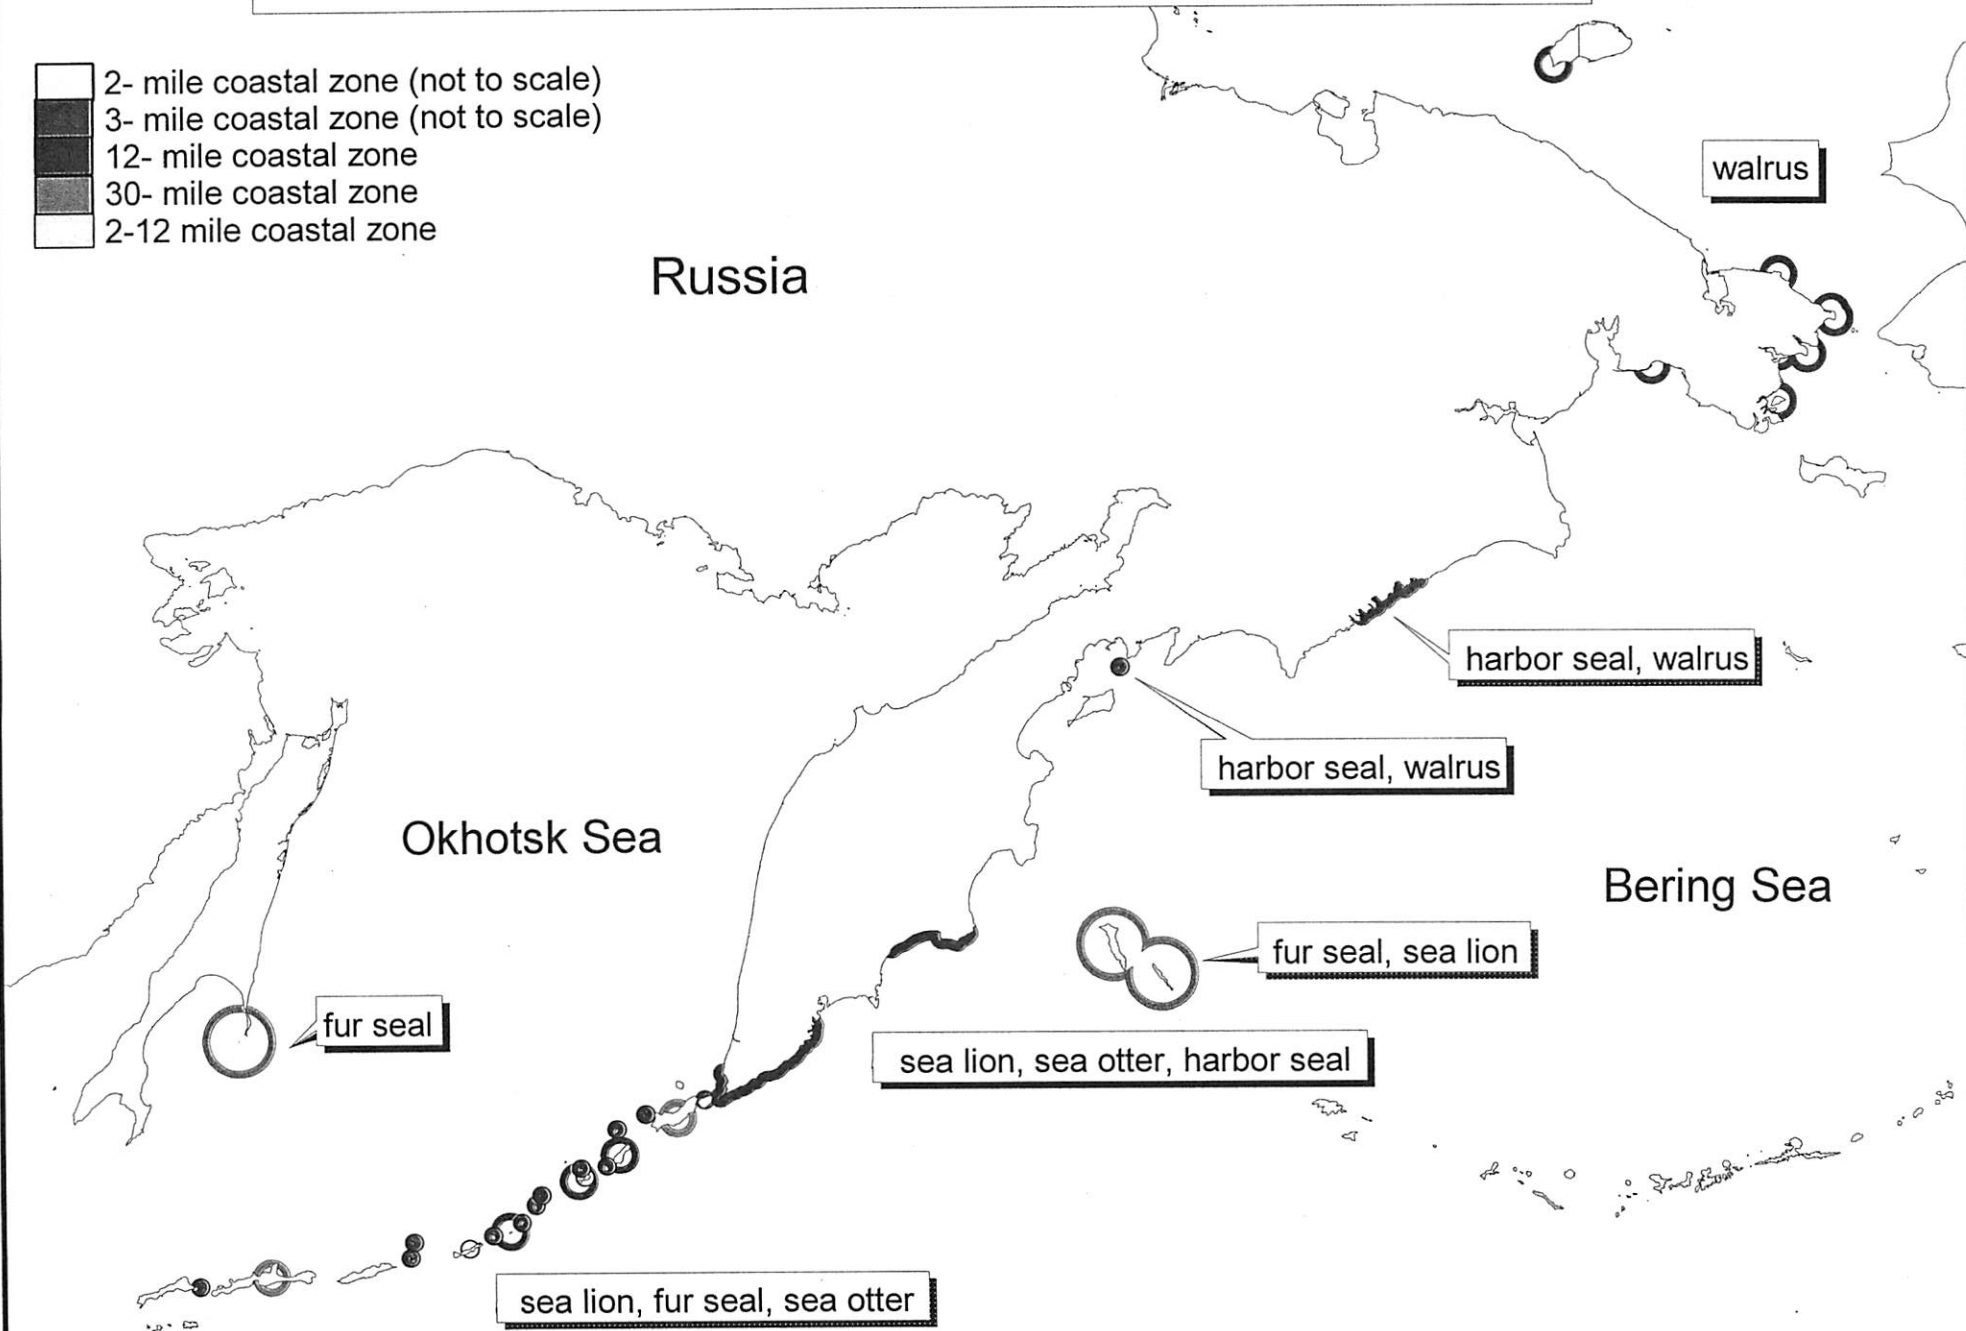 2- mile coastal zone (not to scale)
3- mile coastal zone (not to scale)
12- mile coastal zone
30- mile coastal zone
2-12 mile coastal zone
walrus
Russia
harbor seal, walrus
harbor seal, walrus
Okhotsk Sea
Bering Sea
fur seal, sea lion
fur seal
sea lion, sea otter, harbor seal
sea lion, fur seal, sea otter